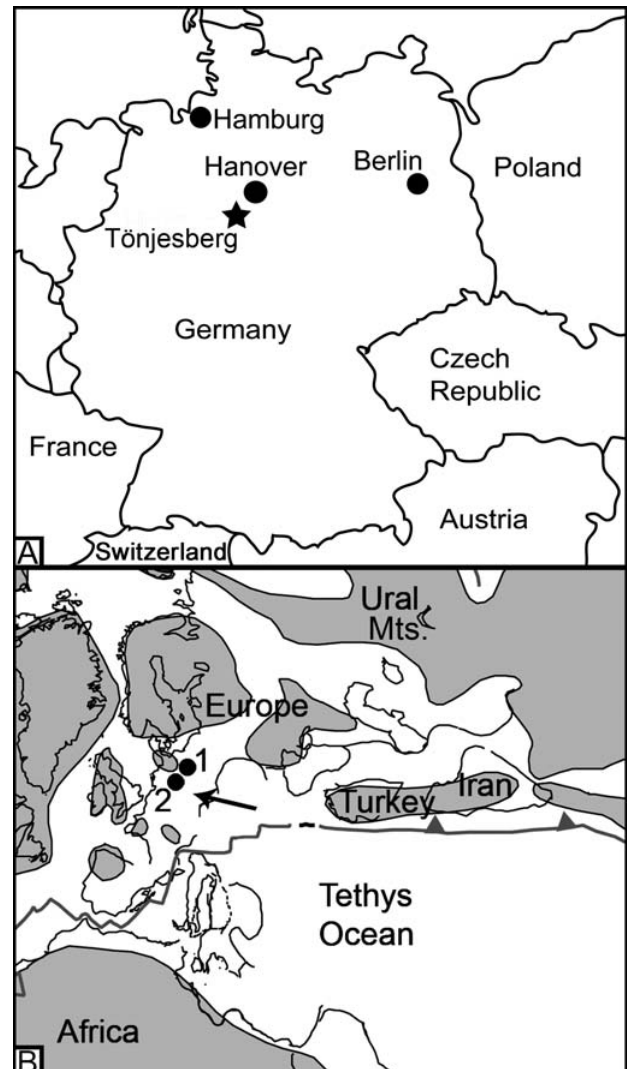 Hamburg
Hanover
Berlin
Poland
Tönjesberg
Germany
Czech
Republic
France
Austria
Switzerland
A
Ural
Mts.
Europe
1
2
Turkey
Iran
Tethys
Ocean
Africa
B